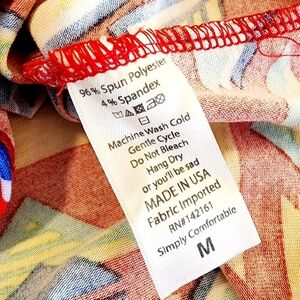 96% Spun Polyester
4% Spandex
Machine Wash Cold
Gentle Cycle
Do Not Bleach
Hang Dry
or you'll be sad
MADE IN USA
Fabric Imported
RN#142161
Simply Comfortable
M